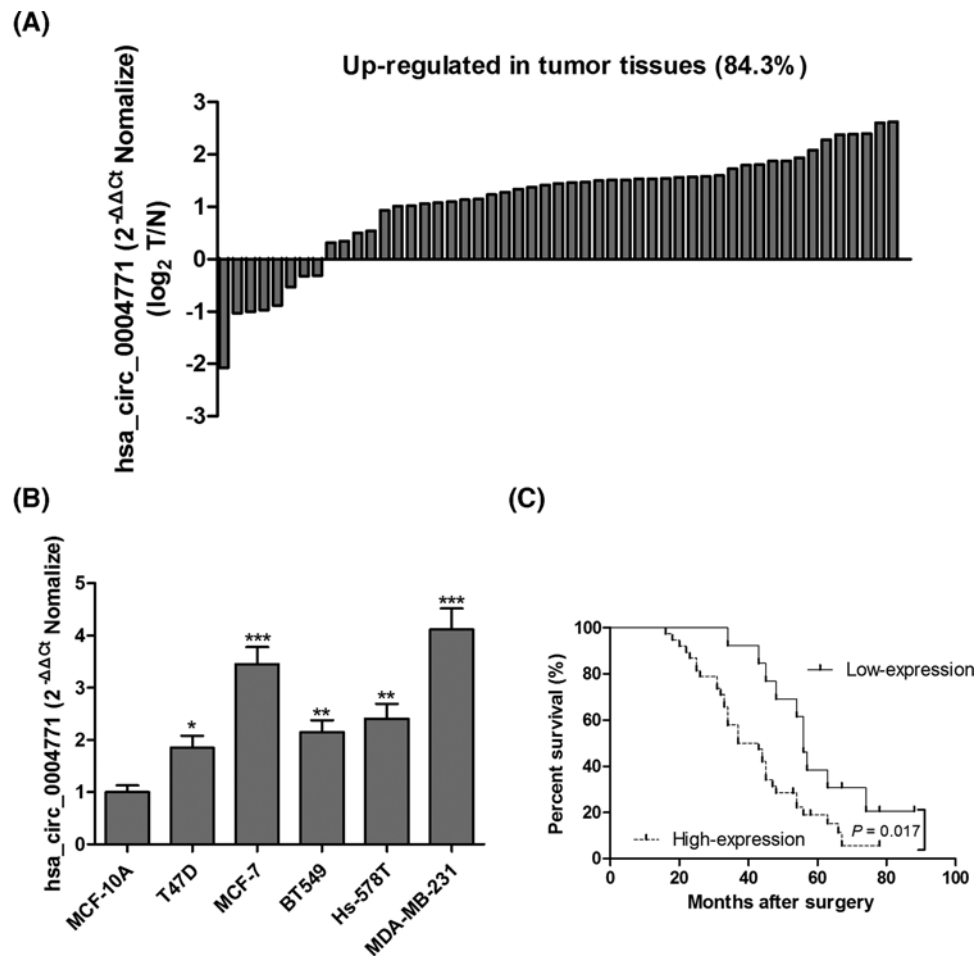 (A)
Up-regulated in tumor tissues (84.3%)
hsa_circ_0004771 (2^-ΔΔCt Nomalize)
(log₂ T/N)
3
2
1
0
-1
-2
-3
(B)
hsa_circ_0004771 (2^-ΔΔCt Nomalize)
5
4
3
2
1
0
*
***
**
**
***
MCF-10A
T47D
MCF-7
BT549
Hs-578T
MDA-MB-231
(C)
Percent survival (%)
100
80
60
40
20
0
Low-expression
High-expression
P = 0.017
0 20 40 60 80 100
Months after surgery